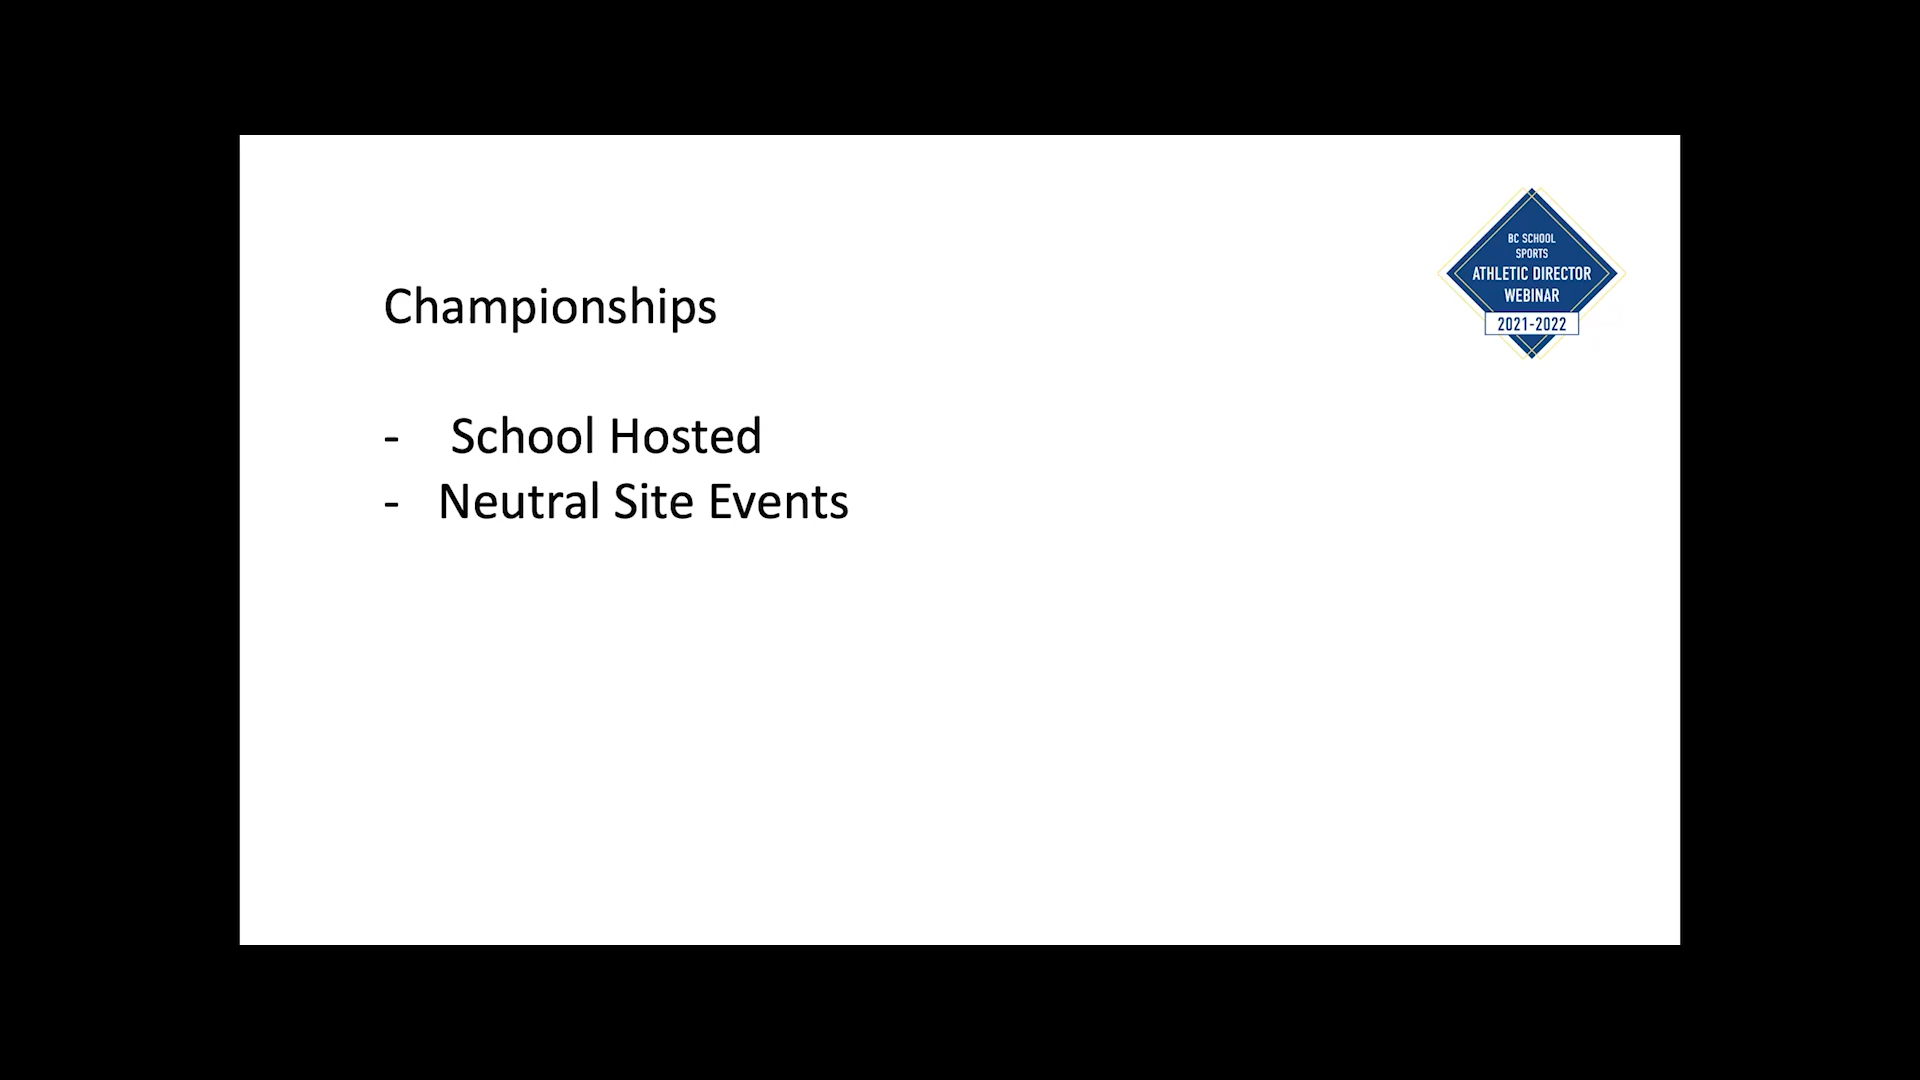 BC SCHOOL
SPORTS
ATHLETIC DIRECTOR
WEBINAR
2021-2022
Championships
- School Hosted
- Neutral Site Events